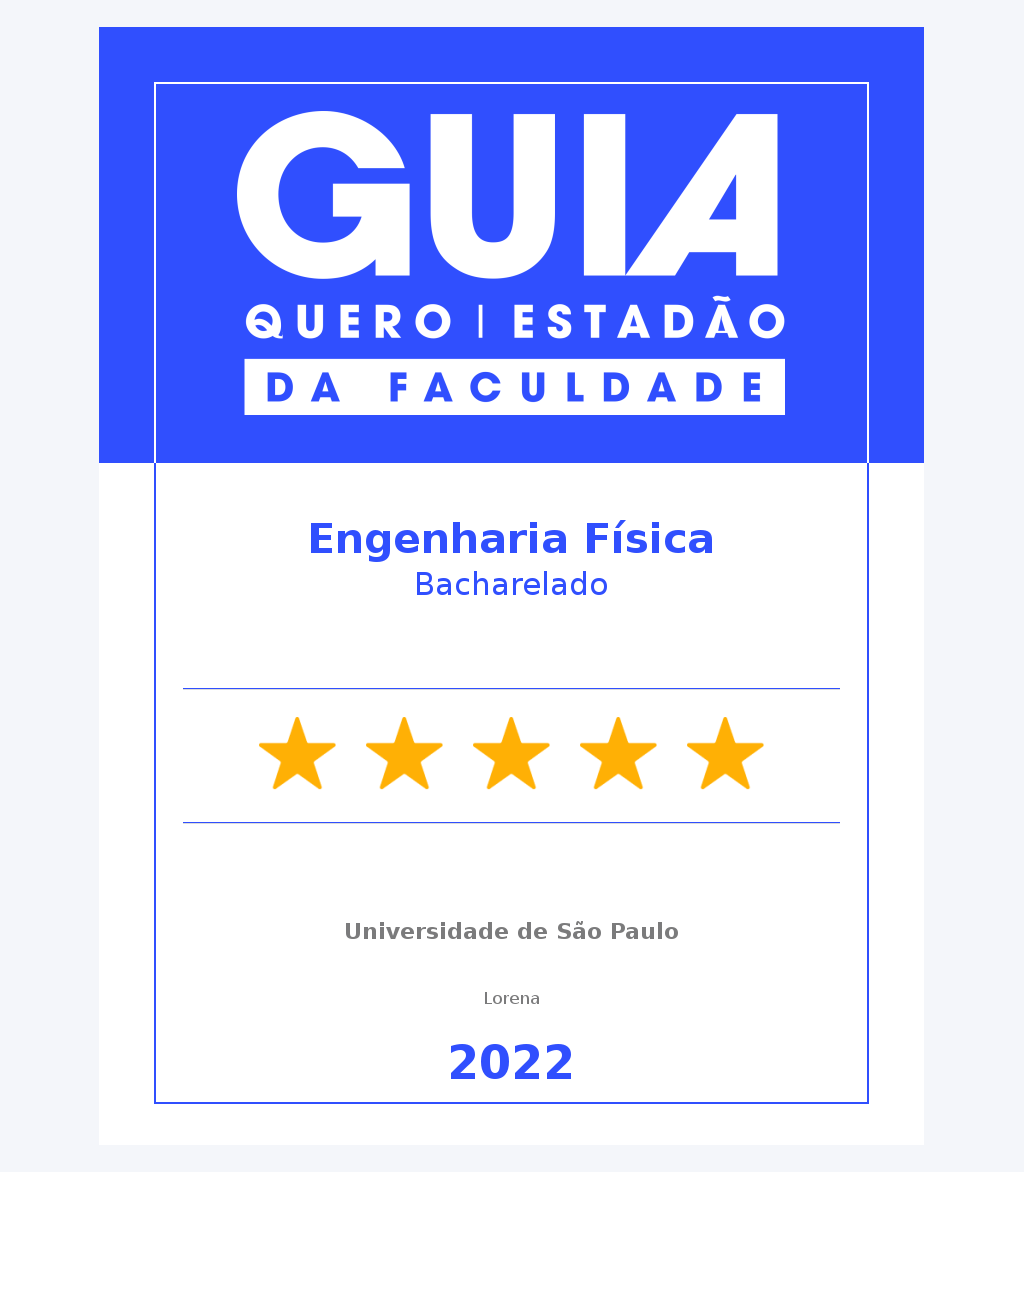 GUIA
QUERO | ESTADÃO
DA FACULDADE
Engenharia Física
Bacharelado
Universidade de São Paulo
Lorena
2022